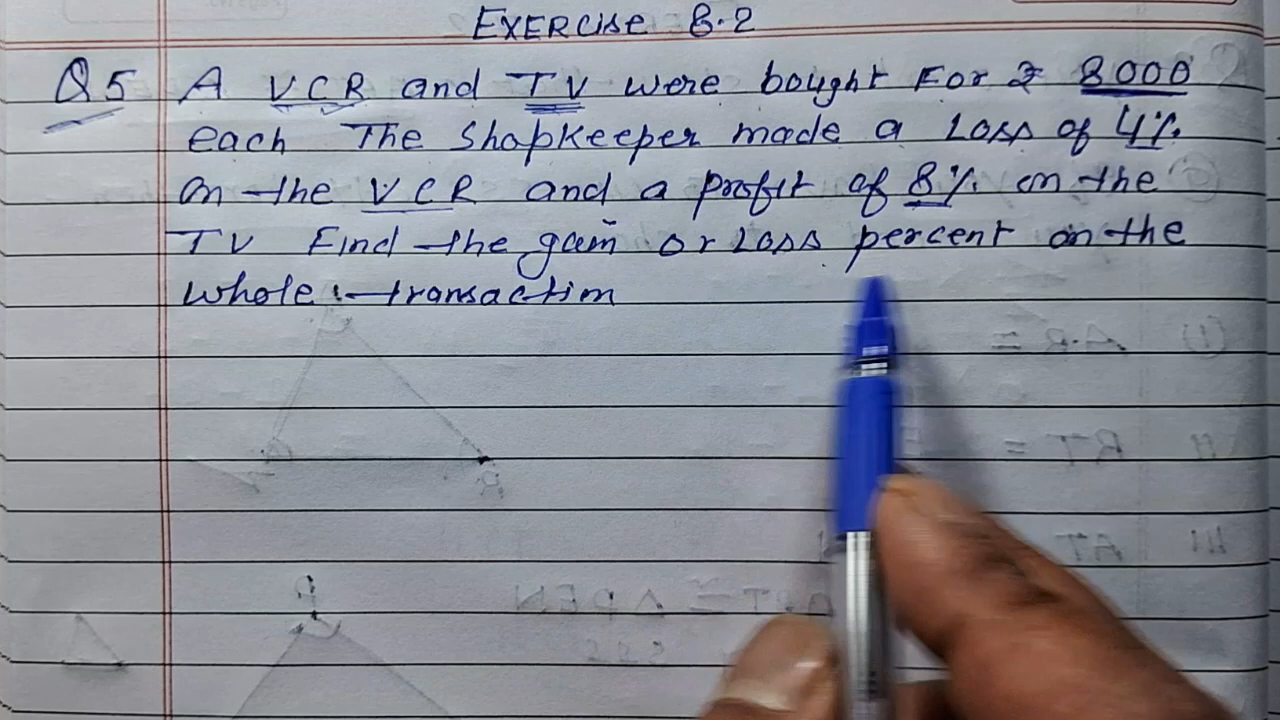 EXERCISE 8.2
Q5 A VCR and TV were bought For ₹ 8000
each The Shopkeeper made a Loss of 4%
on the VCR and a profit of 8% on the
TV Find the gain or Loss percent on the
whole transaction